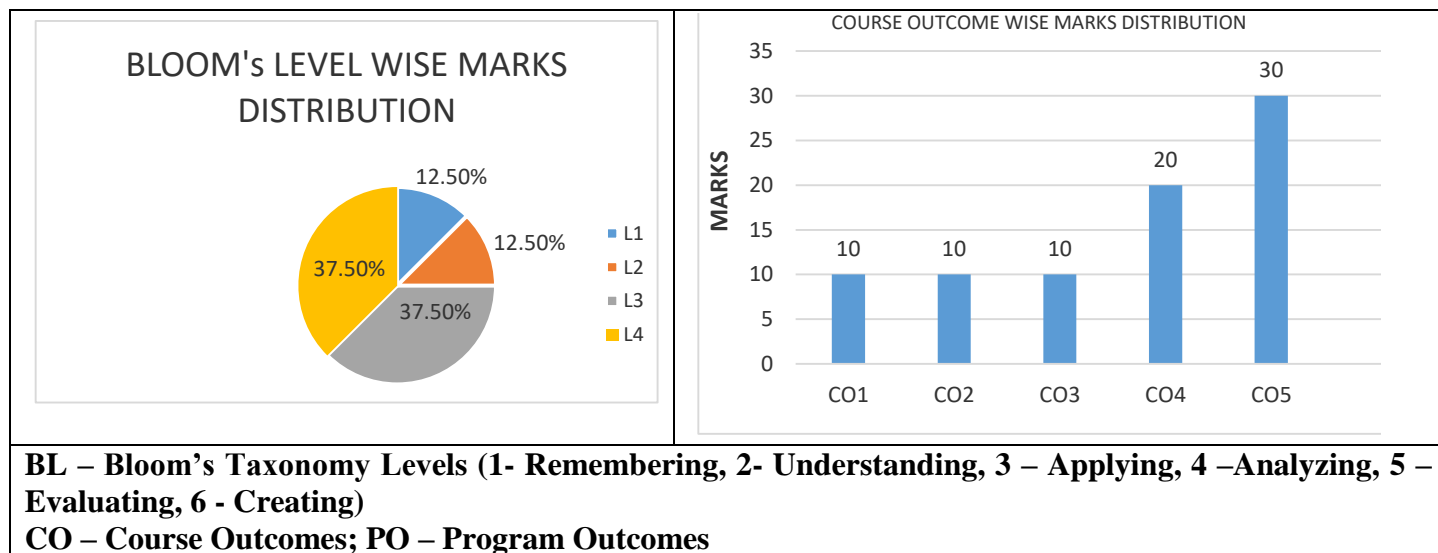 BLOOM's LEVEL WISE MARKS
DISTRIBUTION
12.50%
12.50%
37.50%
37.50%
L1
L2
L3
L4
COURSE OUTCOME WISE MARKS DISTRIBUTION
MARKS
35
30
25
20
15
10
5
0
10
10
10
20
30
CO1 CO2 CO3 CO4 CO5
BL – Bloom’s Taxonomy Levels (1- Remembering, 2- Understanding, 3 – Applying, 4 –Analyzing, 5 –
Evaluating, 6 - Creating)
CO – Course Outcomes; PO – Program Outcomes